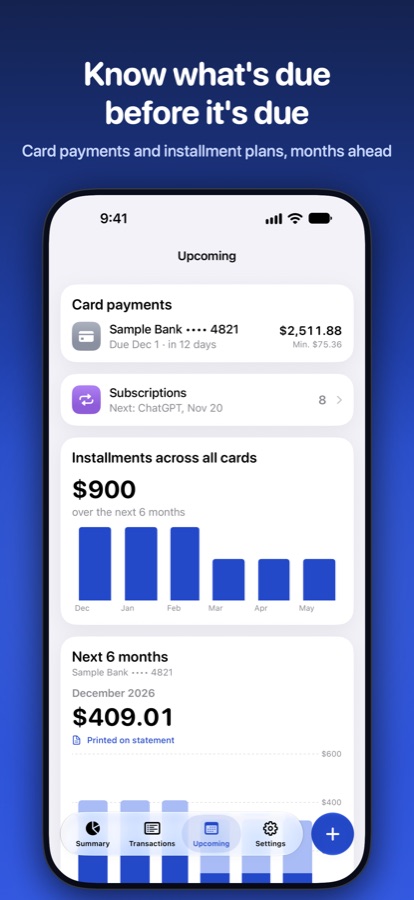 Know what's due
before it's due
Card payments and installment plans, months ahead
9:41
Upcoming
Card payments
Sample Bank •••• 4821
$2,511.88
Due Dec 1 · in 12 days
Min. $75.36
Subscriptions
8
Next: ChatGPT, Nov 20
Installments across all cards
$900
over the next 6 months
Dec Jan Feb Mar Apr May
Next 6 months
Sample Bank •••• 4821
December 2026
$409.01
Printed on statement
$600
$400
Summary Transactions Upcoming Settings